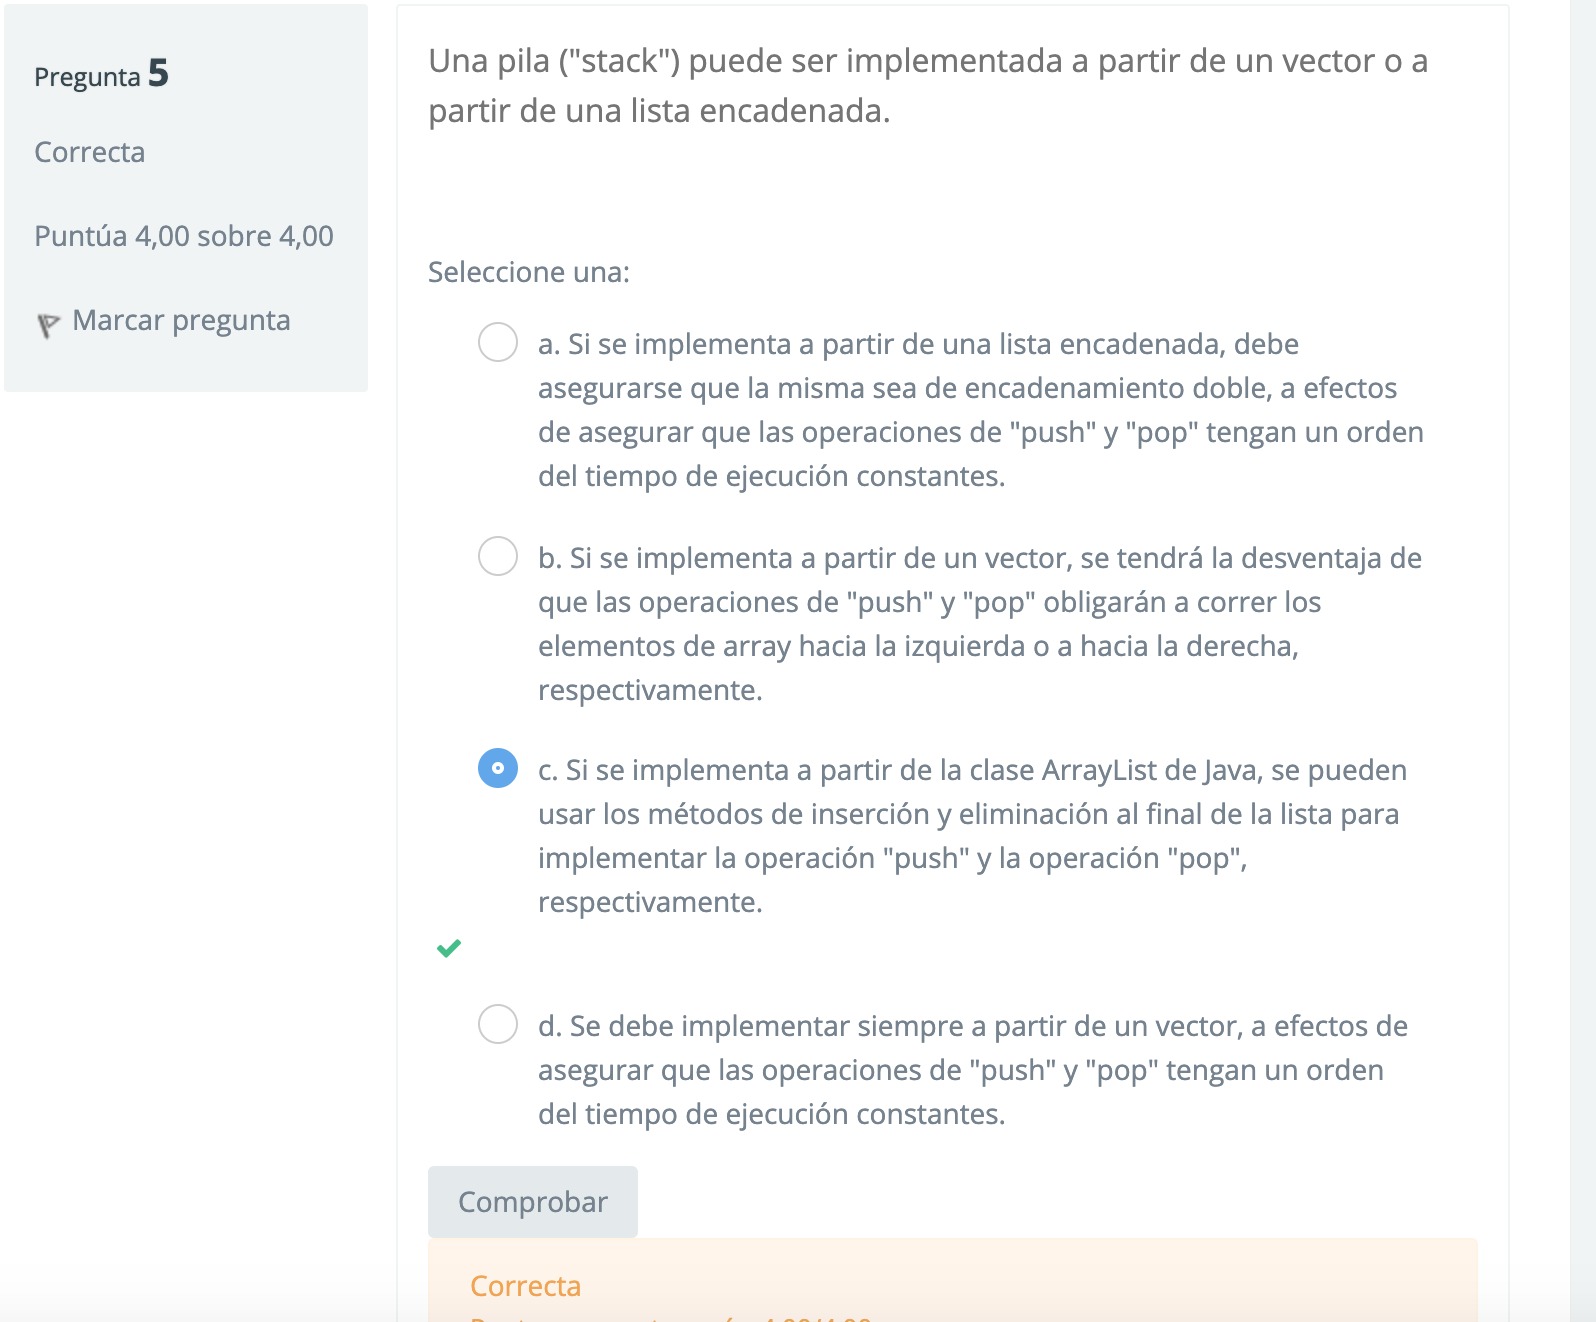 Pregunta 5
Correcta
Puntúa 4,00 sobre 4,00
Marcar pregunta
Una pila ("stack") puede ser implementada a partir de un vector o a
partir de una lista encadenada.
Seleccione una:
a. Si se implementa a partir de una lista encadenada, debe
asegurarse que la misma sea de encadenamiento doble, a efectos
de asegurar que las operaciones de "push" y "pop" tengan un orden
del tiempo de ejecución constantes.
b. Si se implementa a partir de un vector, se tendrá la desventaja de
que las operaciones de "push" y "pop" obligarán a correr los
elementos de array hacia la izquierda o a hacia la derecha,
respectivamente.
c. Si se implementa a partir de la clase ArrayList de Java, se pueden
usar los métodos de inserción y eliminación al final de la lista para
implementar la operación "push" y la operación "pop",
respectivamente.
d. Se debe implementar siempre a partir de un vector, a efectos de
asegurar que las operaciones de "push" y "pop" tengan un orden
del tiempo de ejecución constantes.
Comprobar
Correcta